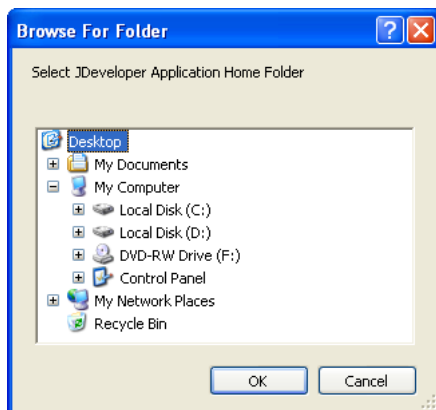 Browse For Folder
Select JDeveloper Application Home Folder
Desktop
My Documents
My Computer
Local Disk (C:)
Local Disk (D:)
DVD-RW Drive (F:)
Control Panel
My Network Places
Recycle Bin
OK Cancel